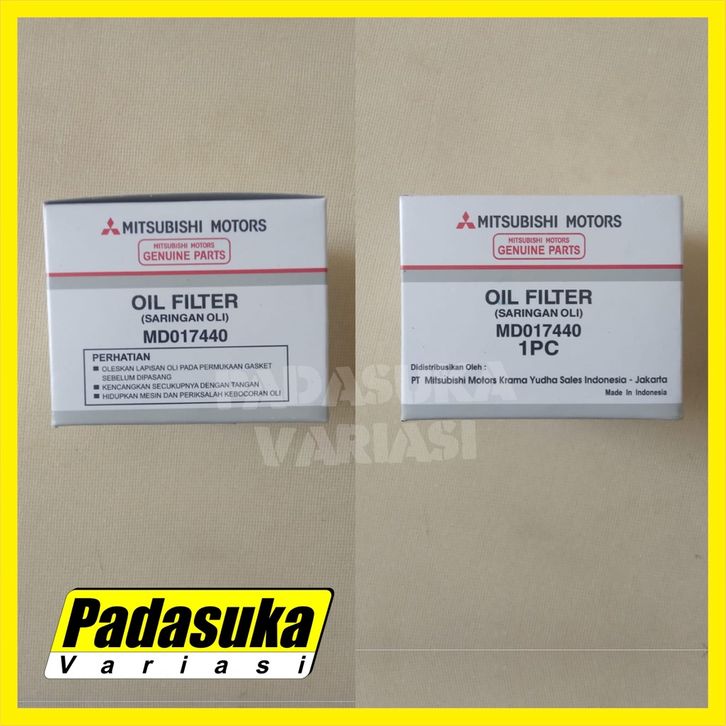 MITSUBISHI MOTORS
MITSUBISHI MOTORS
GENUINE PARTS
OIL FILTER
(SARINGAN OLI)
MD017440
PERHATIAN
OLESKAN LAPISAN OLI PADA PERMUKAAN GASKET
SEBELUM DIPASANG
KENCANGKAN SECUKUPNYA DENGAN TANGAN
HIDUPKAN MESIN DAN PERIKSALAH KEBOCORAN OLI
MITSUBISHI MOTORS
MITSUBISHI MOTORS
GENUINE PARTS
OIL FILTER
(SARINGAN OLI)
MD017440
1PC
Didistribusikan Oleh :
PT Mitsubishi Motors Krama Yudha Sales Indonesia - Jakarta
Made In Indonesia
PADASUKA
VARIASI
Padasuka
Variasi